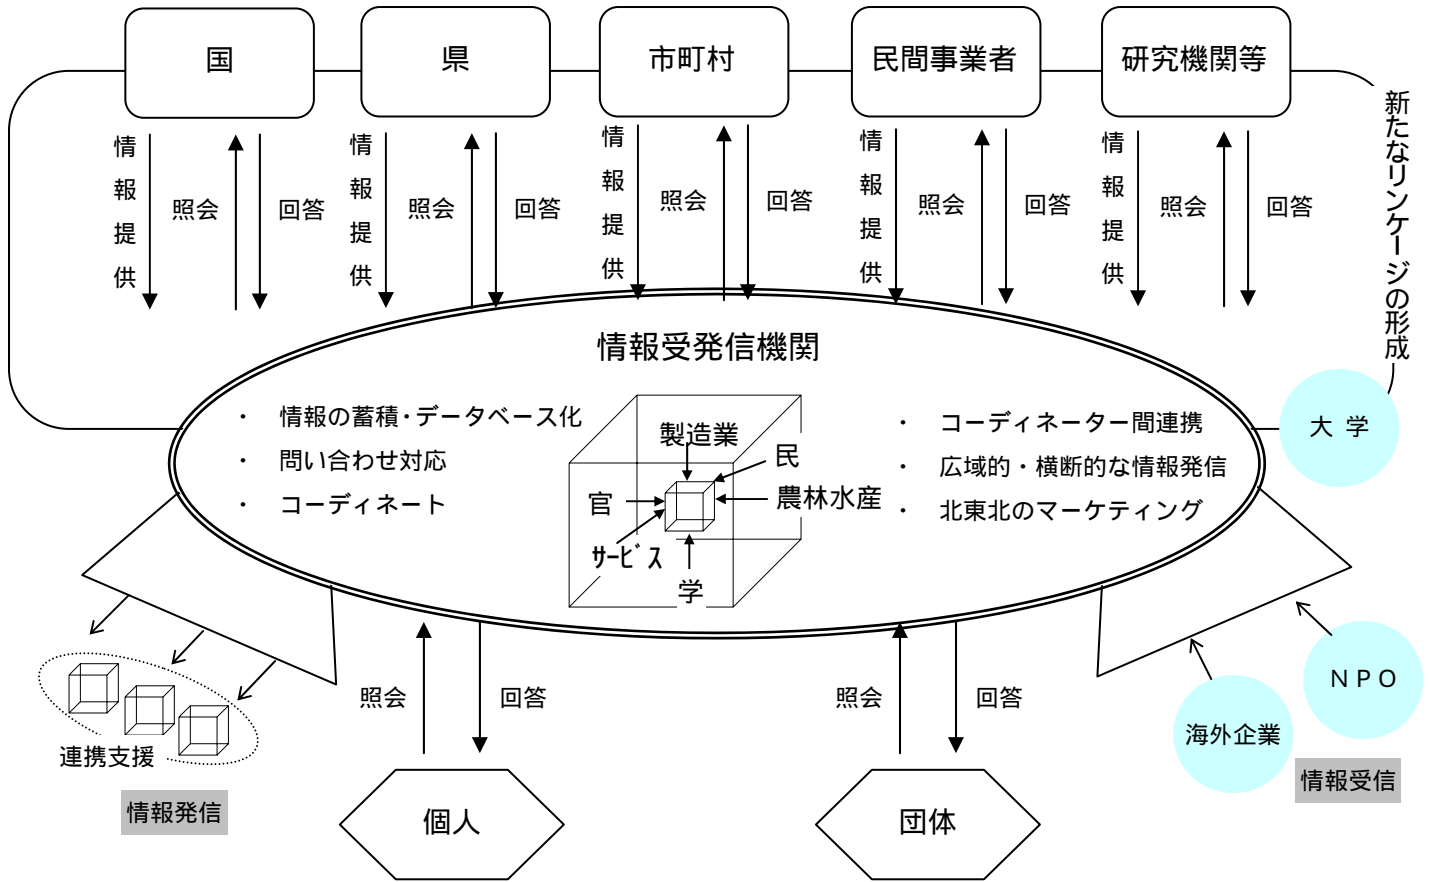 国
県
市町村
民間事業者
研究機関等
新たなリンケージの形成
情報提供
照会
回答
情報提供
照会
回答
情報提供
照会
回答
情報提供
照会
回答
情報提供
照会
回答
情報受発信機関
・ 情報の蓄積・データベース化
・ 問い合わせ対応
・ コーディネート
製造業
民
官
農林水産
ｻｰﾋﾞｽ
学
・ コーディネーター間連携
・ 広域的・横断的な情報発信
・ 北東北のマーケティング
大 学
ＮＰＯ
海外企業
情報受信
連携支援
情報発信
照会
回答
照会
回答
個人
団体